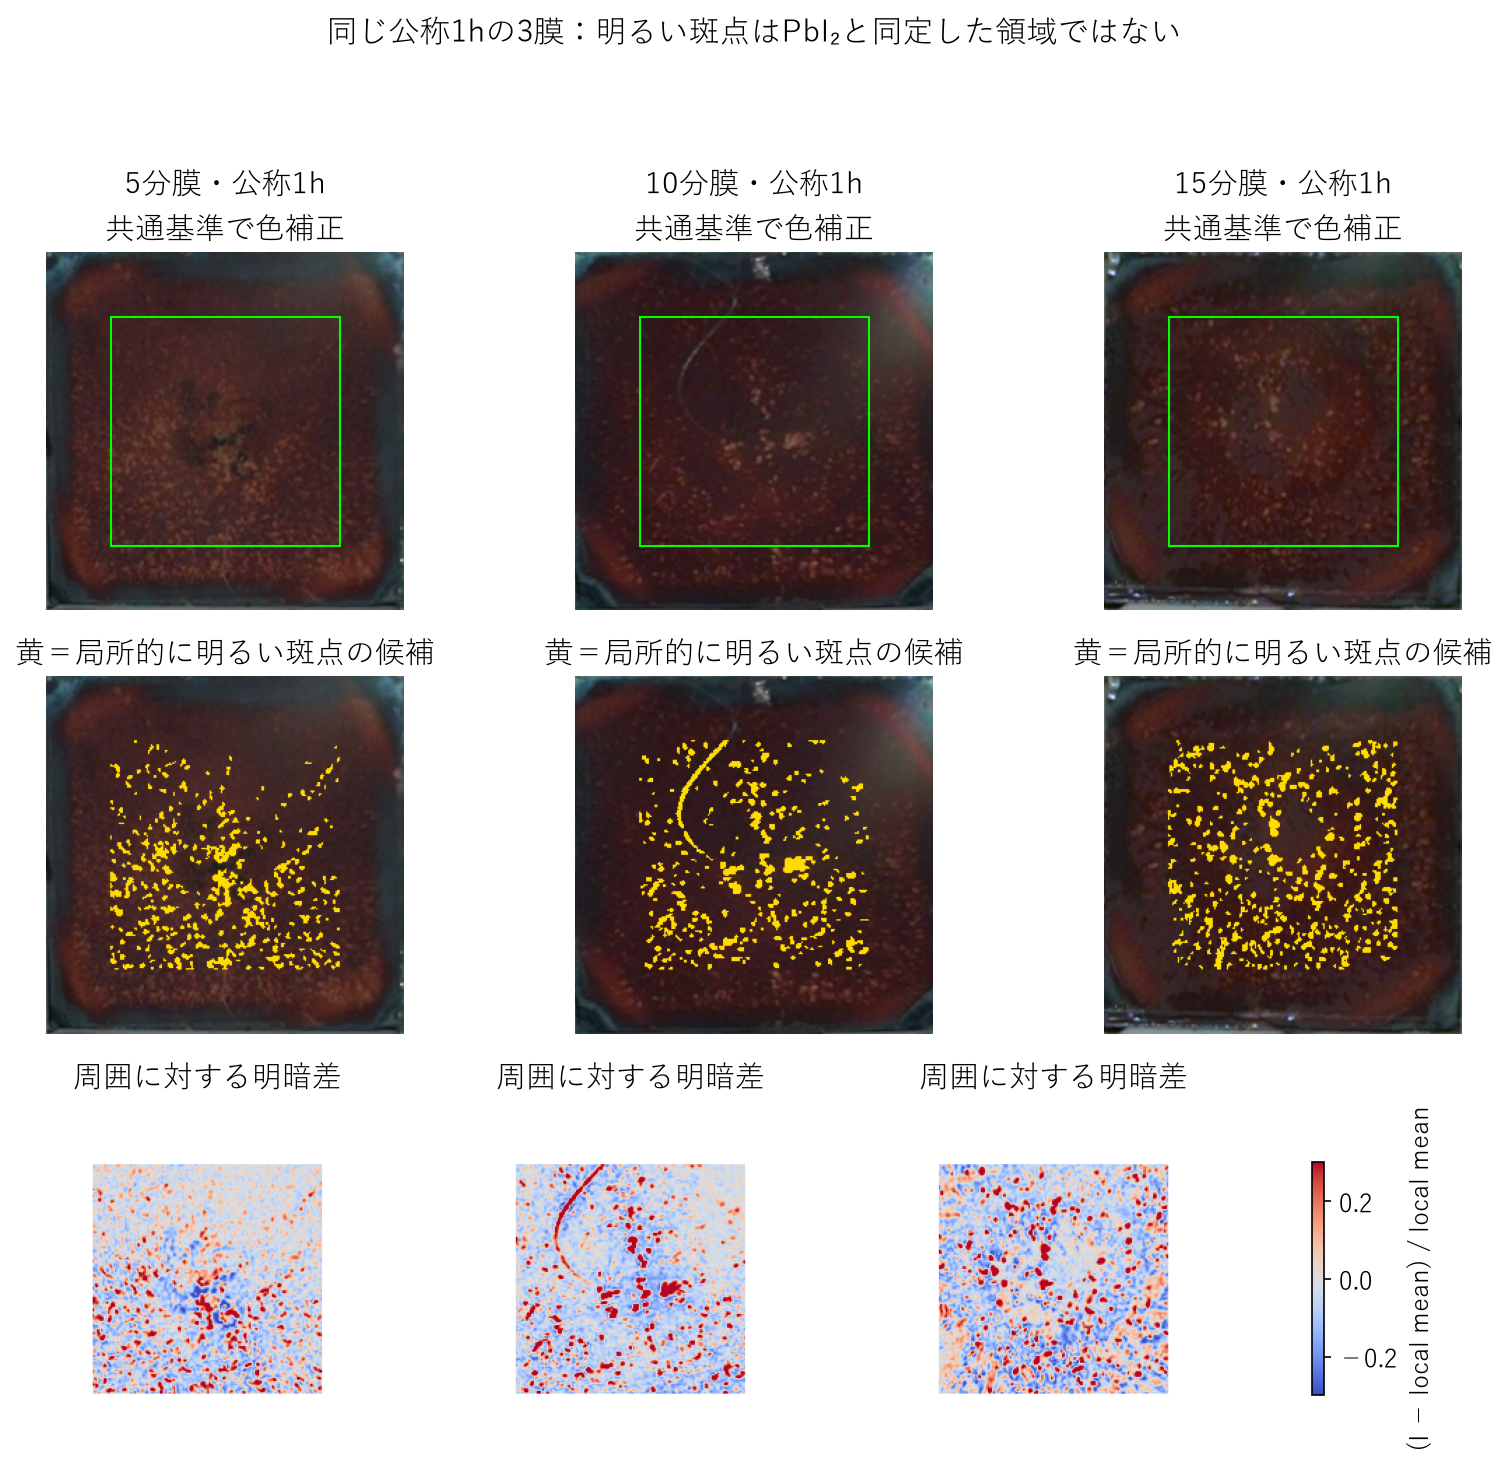 同じ公称1hの3膜：明るい斑点はPbI₂と同定した領域ではない
5分膜・公称1h
共通基準で色補正
10分膜・公称1h
共通基準で色補正
15分膜・公称1h
共通基準で色補正
黄＝局所的に明るい斑点の候補
黄＝局所的に明るい斑点の候補
黄＝局所的に明るい斑点の候補
周囲に対する明暗差
周囲に対する明暗差
周囲に対する明暗差
0.2
0.0
−0.2
(I − local mean) / local mean